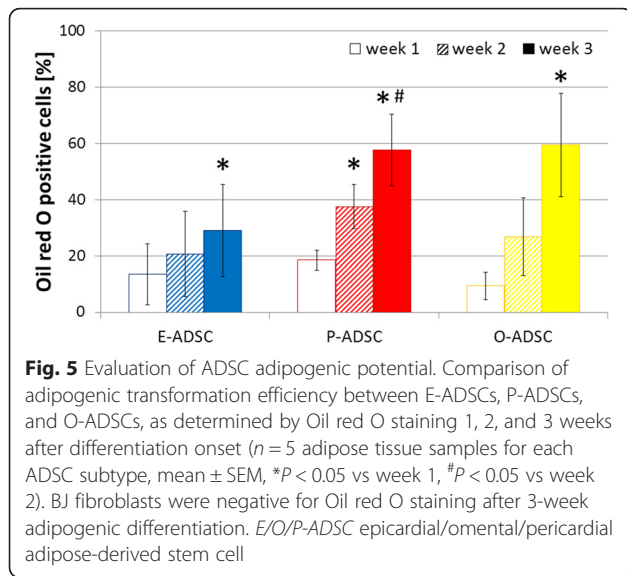 100
80
60
40
20
0
Oil red O positive cells [%]
week 1 week 2 week 3
*
*
* #
*
E-ADSC P-ADSC O-ADSC
Fig. 5 Evaluation of ADSC adipogenic potential. Comparison of
adipogenic transformation efficiency between E-ADSCs, P-ADSCs,
and O-ADSCs, as determined by Oil red O staining 1, 2, and 3 weeks
after differentiation onset (n = 5 adipose tissue samples for each
ADSC subtype, mean ± SEM, *P < 0.05 vs week 1, #P < 0.05 vs week
2). BJ fibroblasts were negative for Oil red O staining after 3-week
adipogenic differentiation. E/O/P-ADSC epicardial/omental/pericardial
adipose-derived stem cell